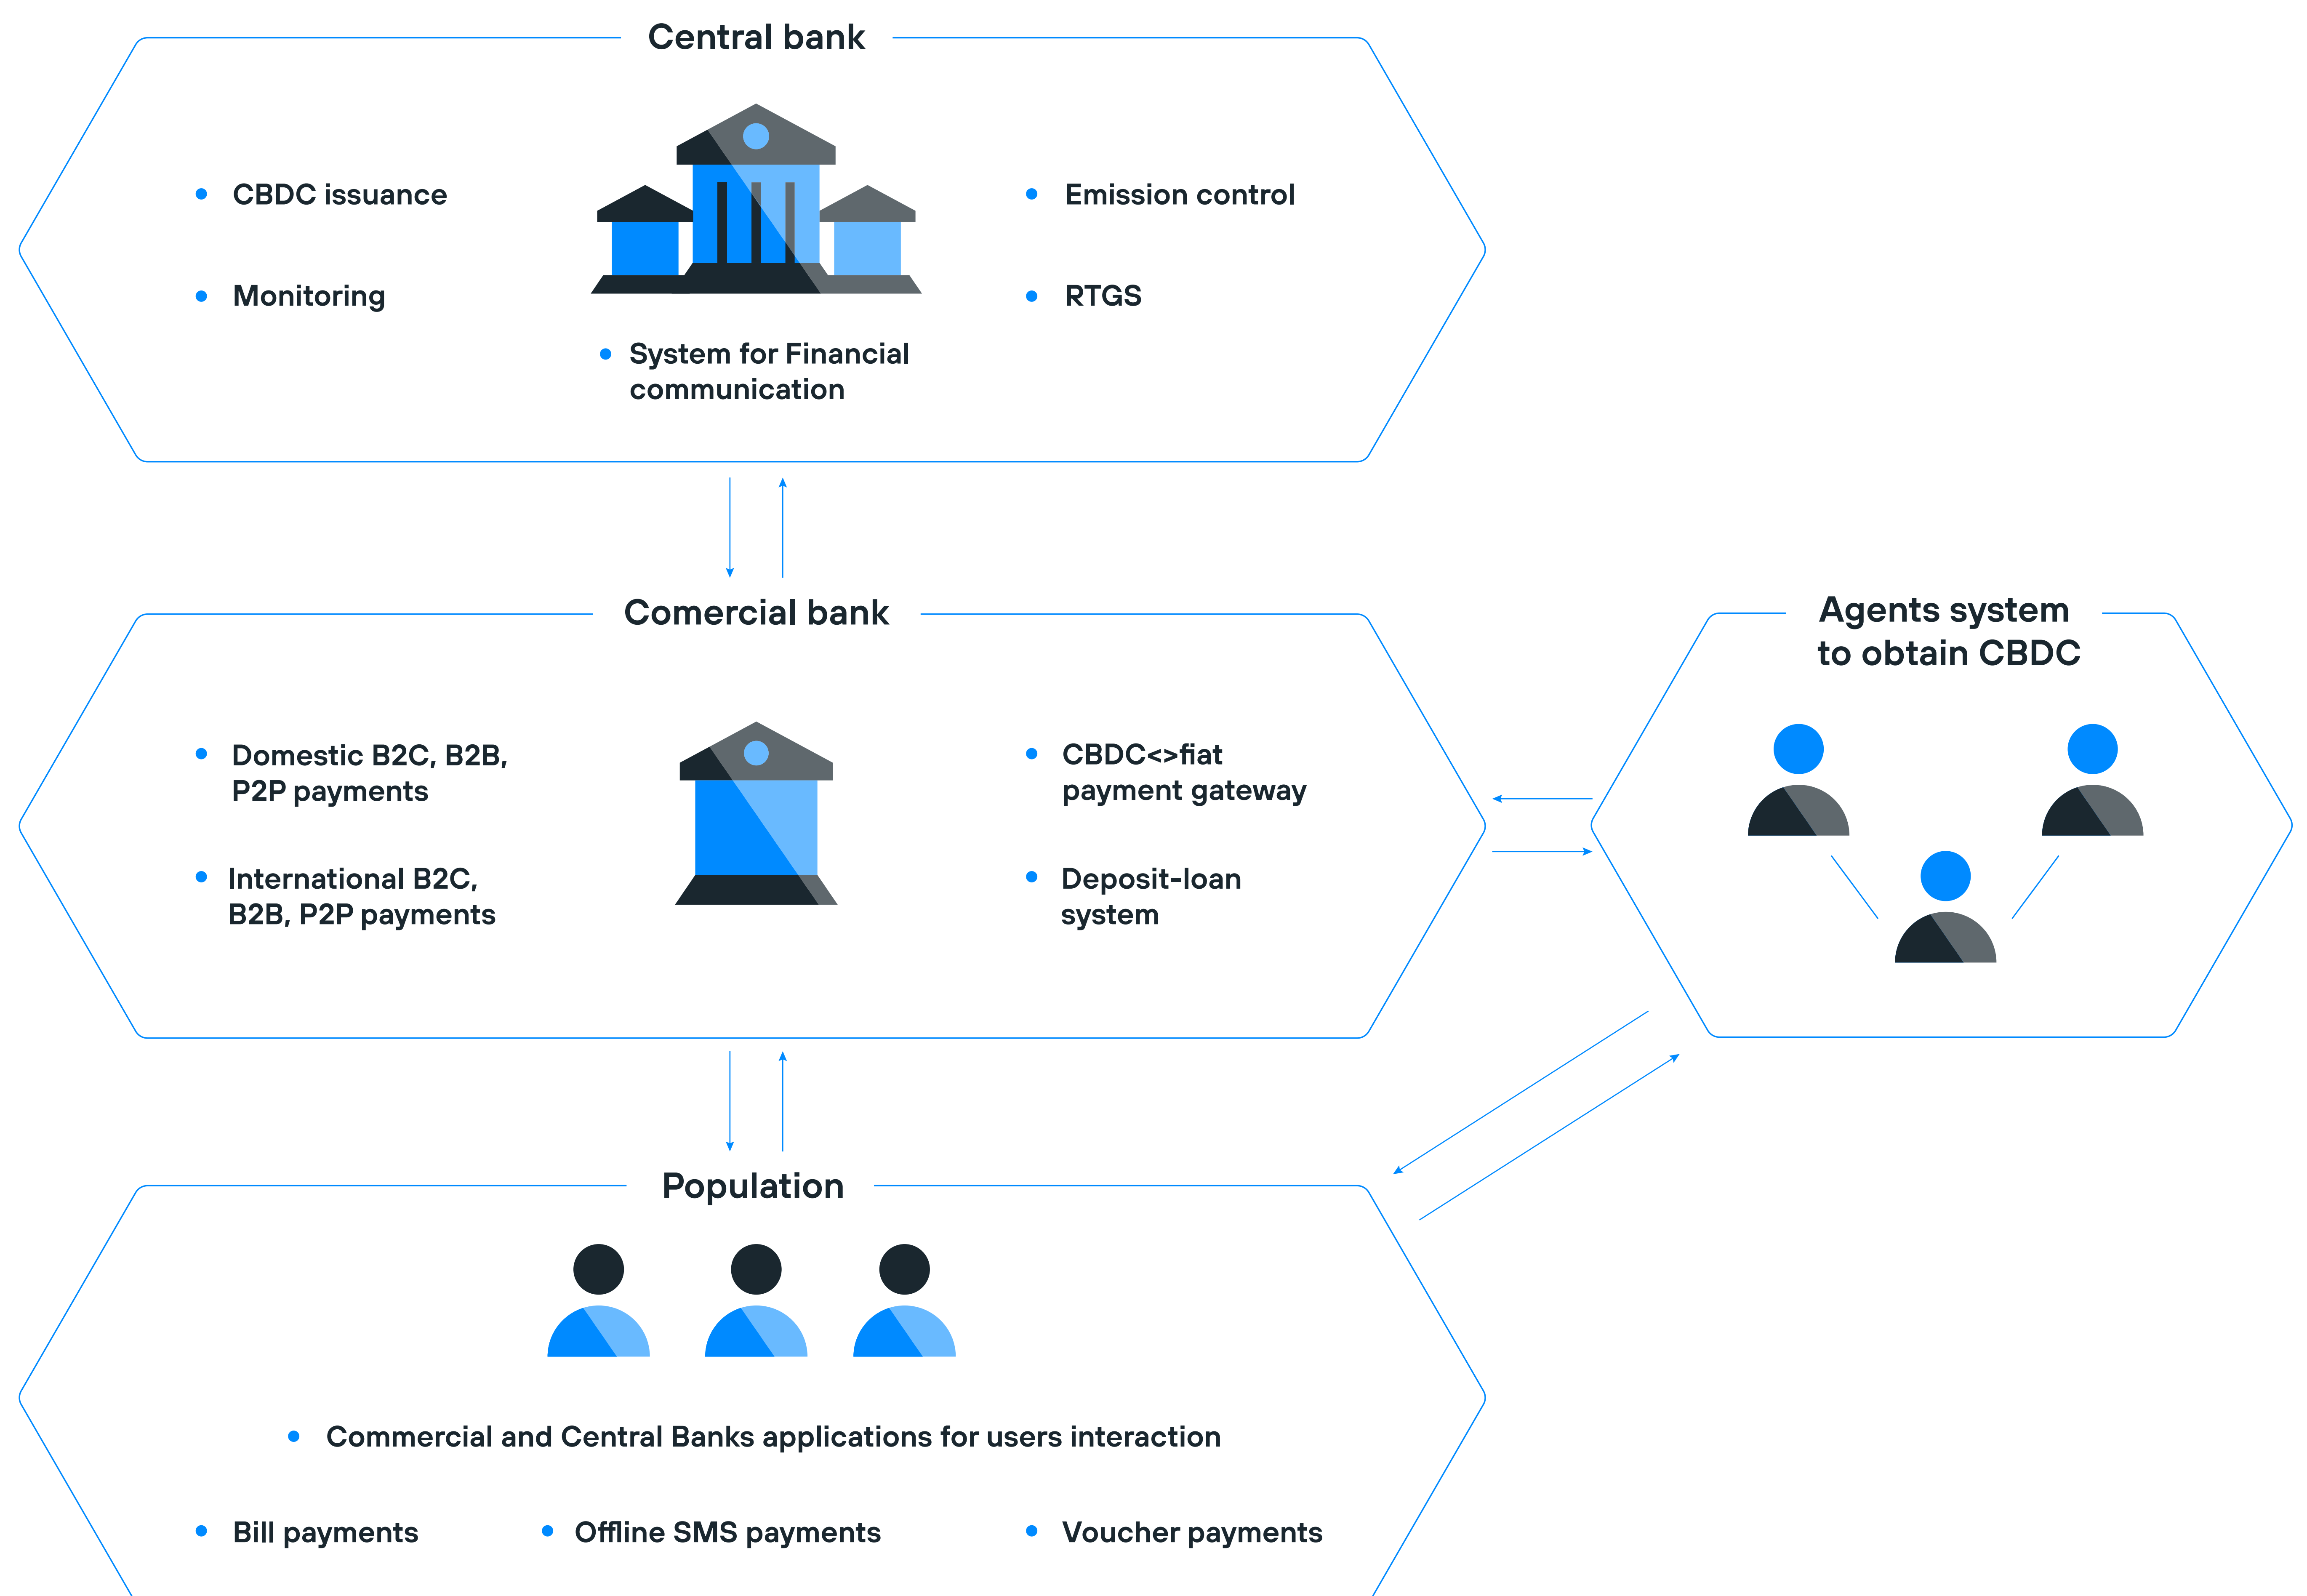 Central bank
CBDC issuance
Emission control
Monitoring
RTGS
System for Financial
communication
Comercial bank
Domestic B2C, B2B,
P2P payments
CBDC<>fiat
payment gateway
International B2C,
B2B, P2P payments
Deposit-loan
system
Agents system
to obtain CBDC
Population
Commercial and Central Banks applications for users interaction
Bill payments
Offline SMS payments
Voucher payments